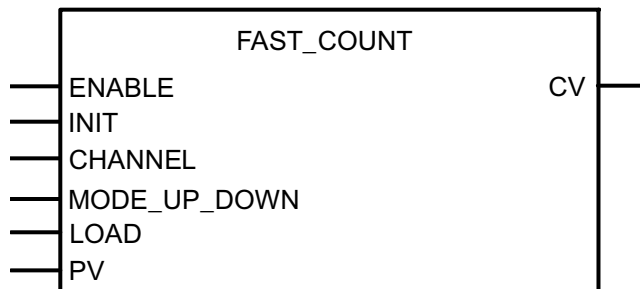 FAST_COUNT
ENABLE
CV
INIT
CHANNEL
MODE_UP_DOWN
LOAD
PV